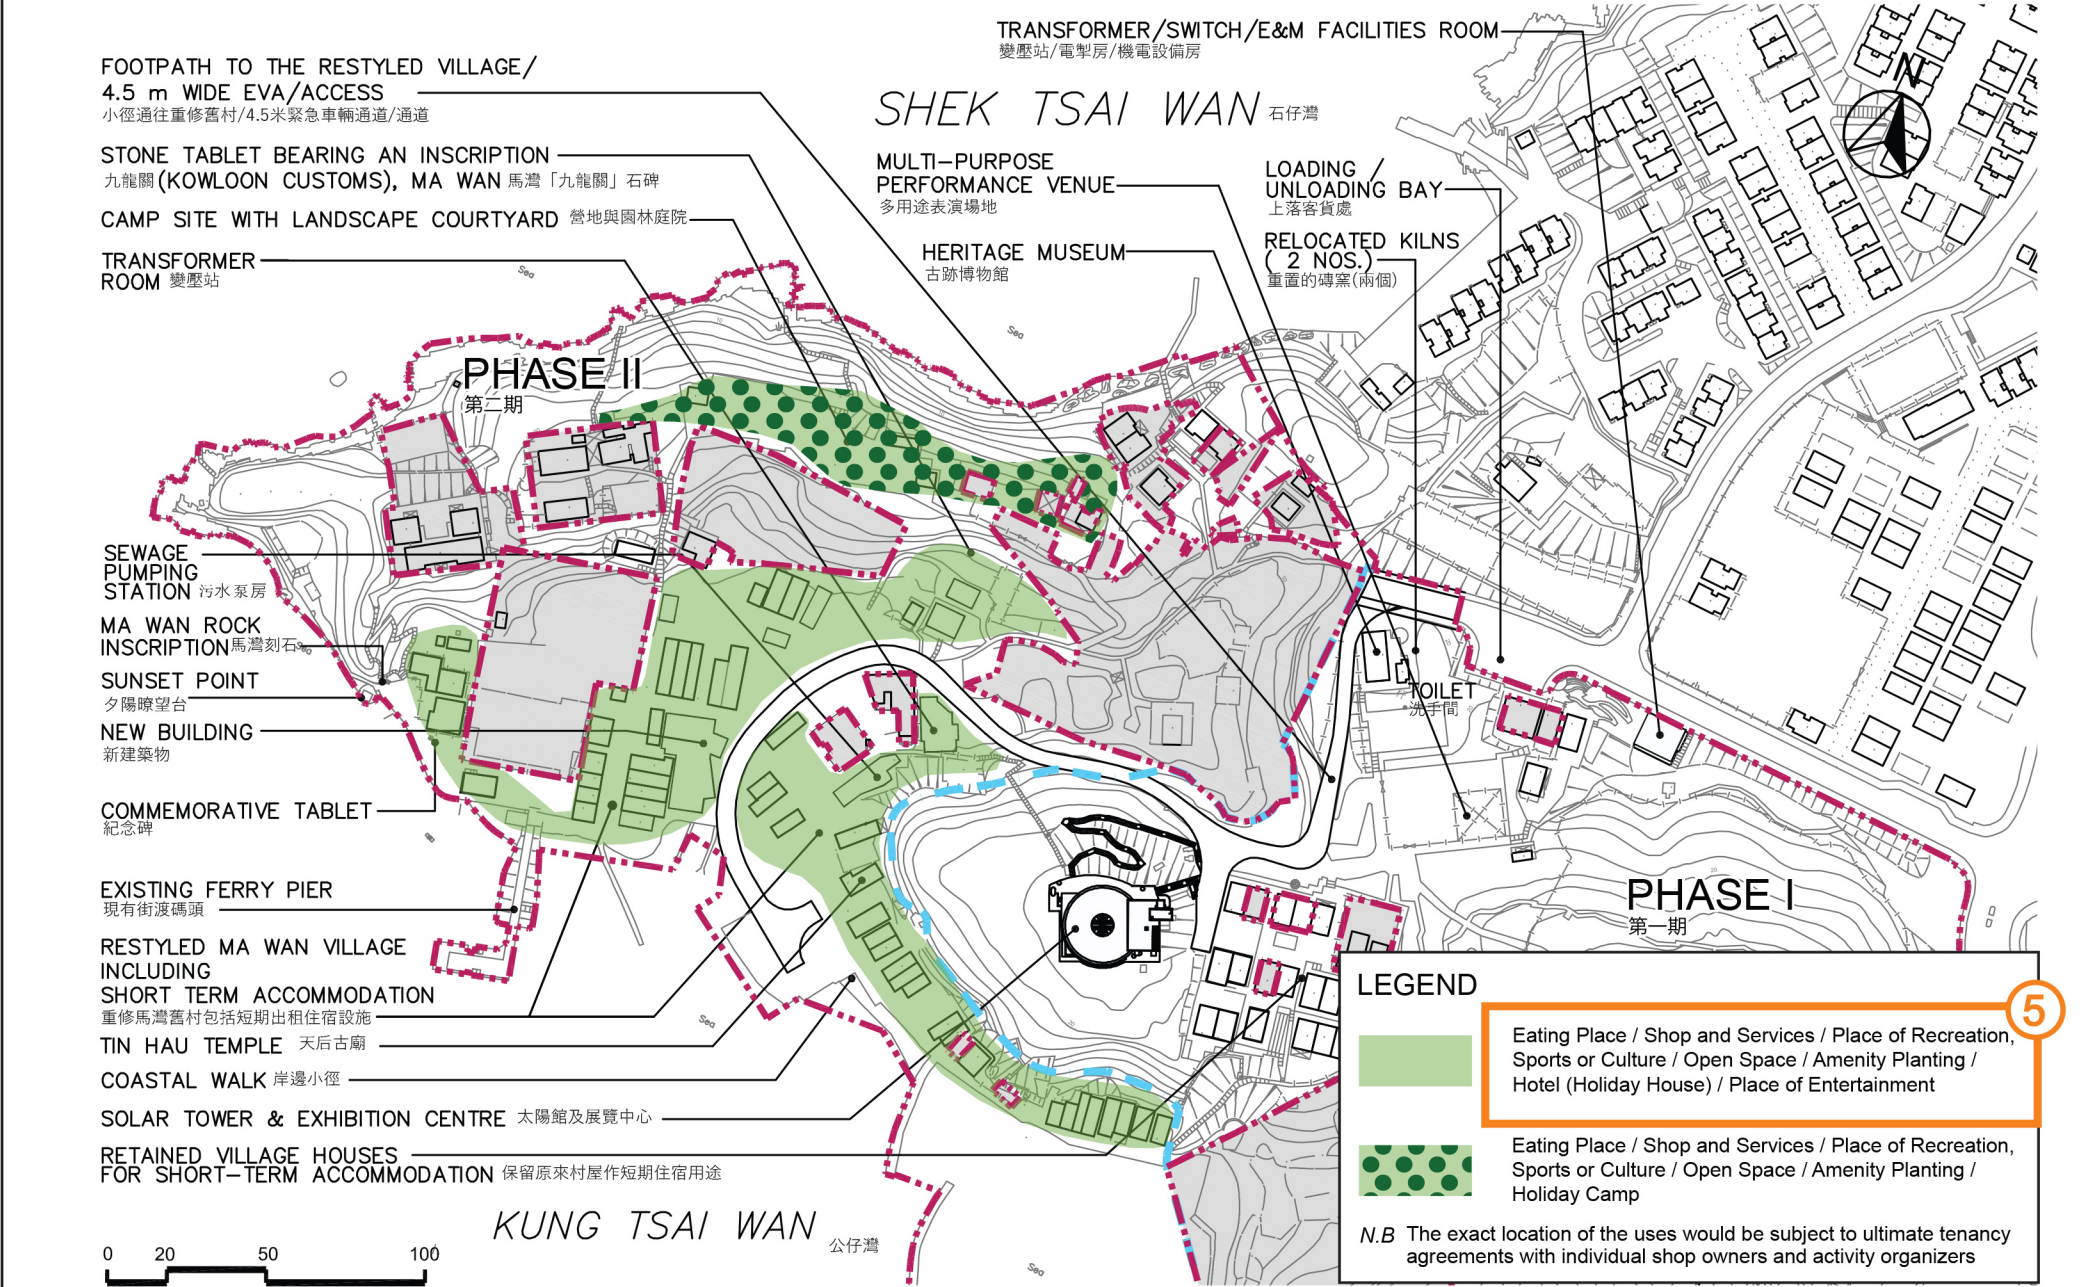 TRANSFORMER/SWITCH/E&M FACILITIES ROOM
變壓站/電掣房/機電設備房
FOOTPATH TO THE RESTYLED VILLAGE/
4.5 m WIDE EVA/ACCESS
小徑通往重修舊村/4.5米緊急車輛通道/通道
SHEK TSAI WAN 石仔灣
N
STONE TABLET BEARING AN INSCRIPTION
九龍關(KOWLOON CUSTOMS), MA WAN 馬灣「九龍關」石碑
MULTI-PURPOSE
PERFORMANCE VENUE
多用途表演場地
LOADING /
UNLOADING BAY
上落客貨處
CAMP SITE WITH LANDSCAPE COURTYARD 營地與園林庭院
HERITAGE MUSEUM
古跡博物館
RELOCATED KILNS
( 2 NOS.)
重置的磚窯(兩個)
TRANSFORMER
ROOM 變壓站
Sea
Sea
PHASE II
第二期
SEWAGE
PUMPING
STATION 污水泵房
MA WAN ROCK
INSCRIPTION 馬灣刻石
Sea
SUNSET POINT
夕陽瞭望台
TOILET
洗手間
NEW BUILDING
新建築物
COMMEMORATIVE TABLET
紀念碑
EXISTING FERRY PIER
現有街渡碼頭
PHASE I
第一期
RESTYLED MA WAN VILLAGE
INCLUDING
SHORT TERM ACCOMMODATION
重修馬灣舊村包括短期出租住宿設施
Sea
TIN HAU TEMPLE 天后古廟
COASTAL WALK 岸邊小徑
SOLAR TOWER & EXHIBITION CENTRE 太陽館及展覽中心
RETAINED VILLAGE HOUSES
FOR SHORT-TERM ACCOMMODATION 保留原來村屋作短期住宿用途
KUNG TSAI WAN 公仔灣
Sea
0 20 50 100
LEGEND
5
Eating Place / Shop and Services / Place of Recreation,
Sports or Culture / Open Space / Amenity Planting /
Hotel (Holiday House) / Place of Entertainment
Eating Place / Shop and Services / Place of Recreation,
Sports or Culture / Open Space / Amenity Planting /
Holiday Camp
N.B The exact location of the uses would be subject to ultimate tenancy
agreements with individual shop owners and activity organizers